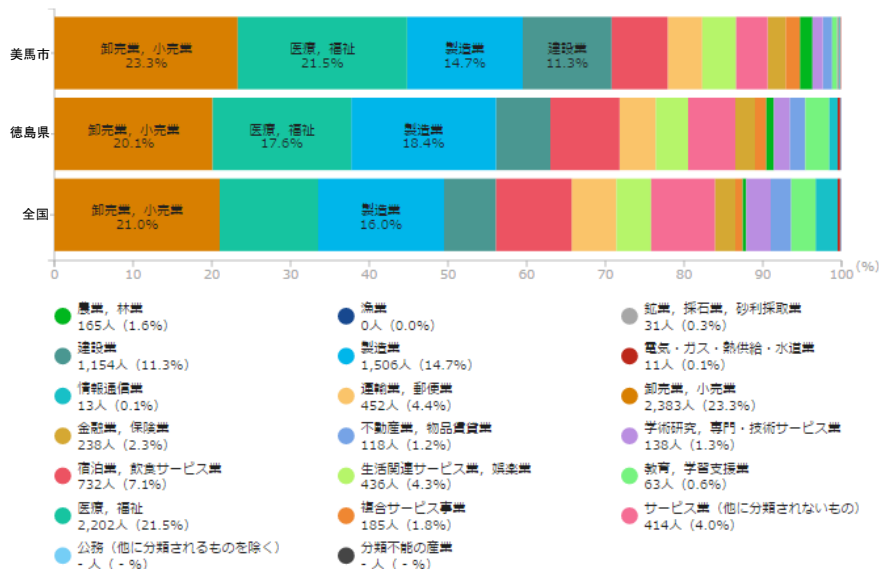 美馬市
卸売業，小売業
23.3%
医療，福祉
21.5%
製造業
14.7%
建設業
11.3%
徳島県
卸売業，小売業
20.1%
医療，福祉
17.6%
製造業
18.4%
全国
卸売業，小売業
21.0%
製造業
16.0%
0 10 20 30 40 50 60 70 80 90 100 (%)
農業，林業
165人（1.6%）
漁業
0人（0.0%）
鉱業，採石業，砂利採取業
31人（0.3%）
建設業
1,154人（11.3%）
製造業
1,506人（14.7%）
電気・ガス・熱供給・水道業
11人（0.1%）
情報通信業
13人（0.1%）
運輸業，郵便業
452人（4.4%）
卸売業，小売業
2,383人（23.3%）
金融業，保険業
238人（2.3%）
不動産業，物品賃貸業
118人（1.2%）
学術研究，専門・技術サービス業
138人（1.3%）
宿泊業，飲食サービス業
732人（7.1%）
生活関連サービス業，娯楽業
436人（4.3%）
教育，学習支援業
63人（0.6%）
医療，福祉
2,202人（21.5%）
複合サービス事業
185人（1.8%）
サービス業（他に分類されないもの）
414人（4.0%）
公務（他に分類されるものを除く）
- 人（ - %）
分類不能の産業
- 人（ - %）